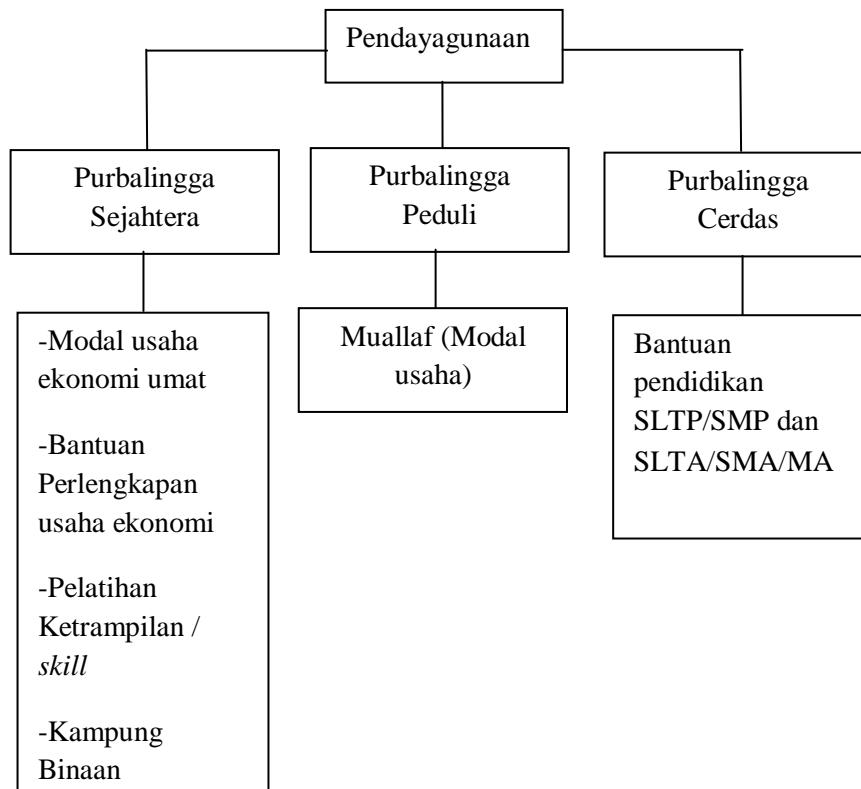 Pendayagunaan
Purbalingga
Sejahtera
Purbalingga
Peduli
Purbalingga
Cerdas
-Modal usaha
ekonomi umat
-Bantuan
Perlengkapan
usaha ekonomi
-Pelatihan
Ketrampilan /
skill
-Kampung
Binaan
Muallaf (Modal
usaha)
Bantuan
pendidikan
SLTP/SMP dan
SLTA/SMA/MA